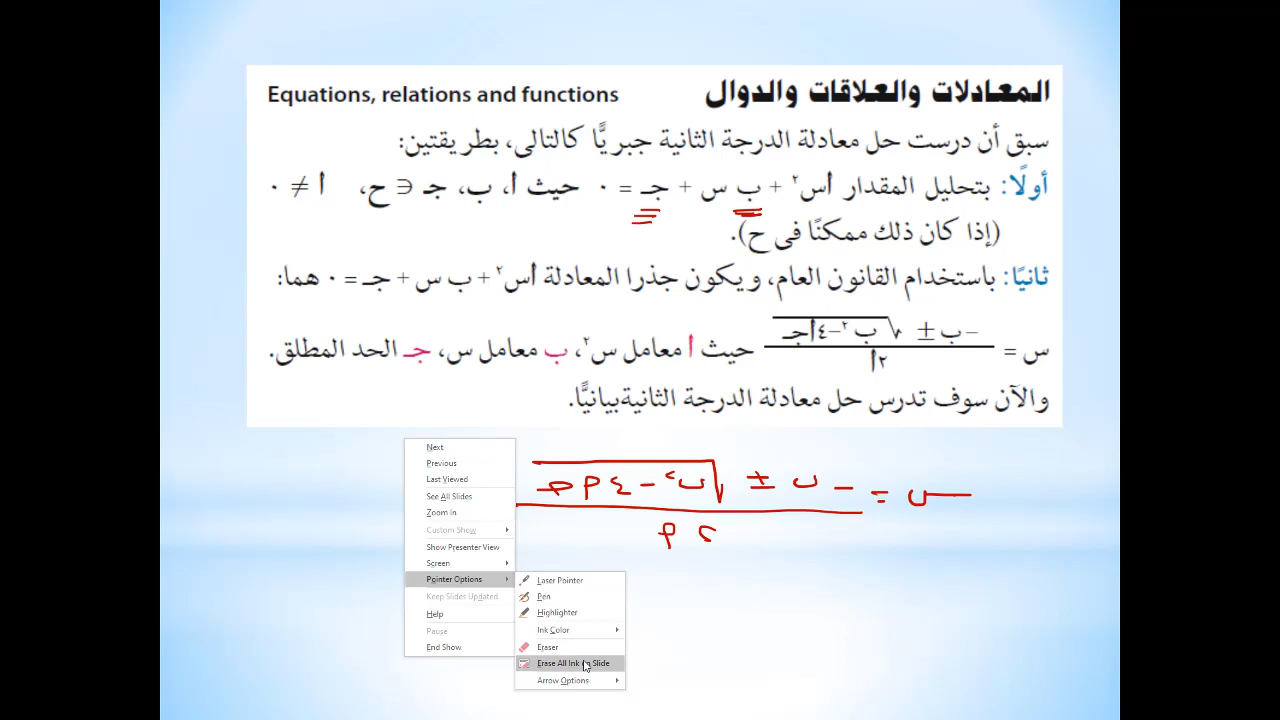 المعادلات والعلاقات والدوال Equations, relations and functions
سبق أن درست حل معادلة الدرجة الثانية جبريًّا كالتالى، بطريقتين:
أولًا: بتحليل المقدار أس٢ + ب س + جـ = ٠ حيث أ، ب، جـ ∈ ح، أ ≠ ٠
(إذا كان ذلك ممكنًا فى ح).
ثانيًا: باستخدام القانون العام، ويكون جذرا المعادلة أس٢ + ب س + جـ = ٠ هما:
س = (−ب ± √(ب٢ −٤أجـ)) / ٢أ حيث أ معامل س٢، ب معامل س، جـ الحد المطلق.
والآن سوف تدرس حل معادلة الدرجة الثانيةبيانيًّا.
س = (− ب ± √(ب٢ − ٤ أ جـ)) / ٢ أ
Next
Previous
Last Viewed
See All Slides
Zoom In
Custom Show
Show Presenter View
Screen
Pointer Options
Keep Slides Updated
Help
Pause
End Show
Laser Pointer
Pen
Highlighter
Ink Color
Eraser
Erase All Ink on Slide
Arrow Options